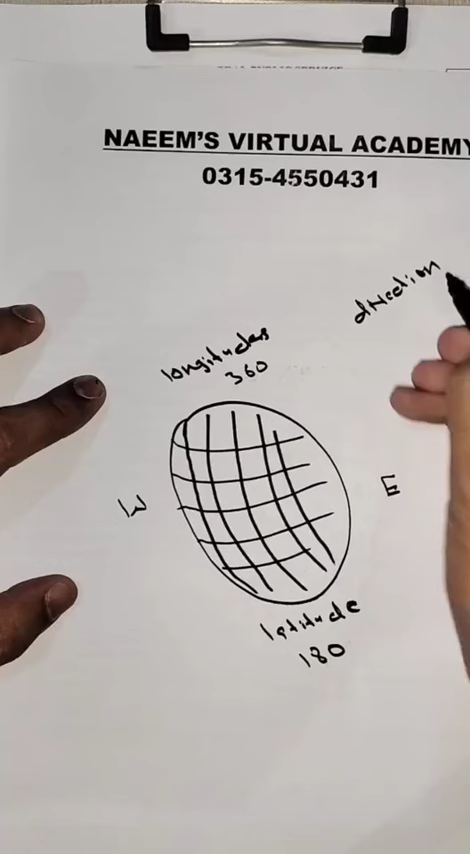 NAEEM'S VIRTUAL ACADEMY
0315-4550431
direction
longitudes
360
W
E
latitude
180